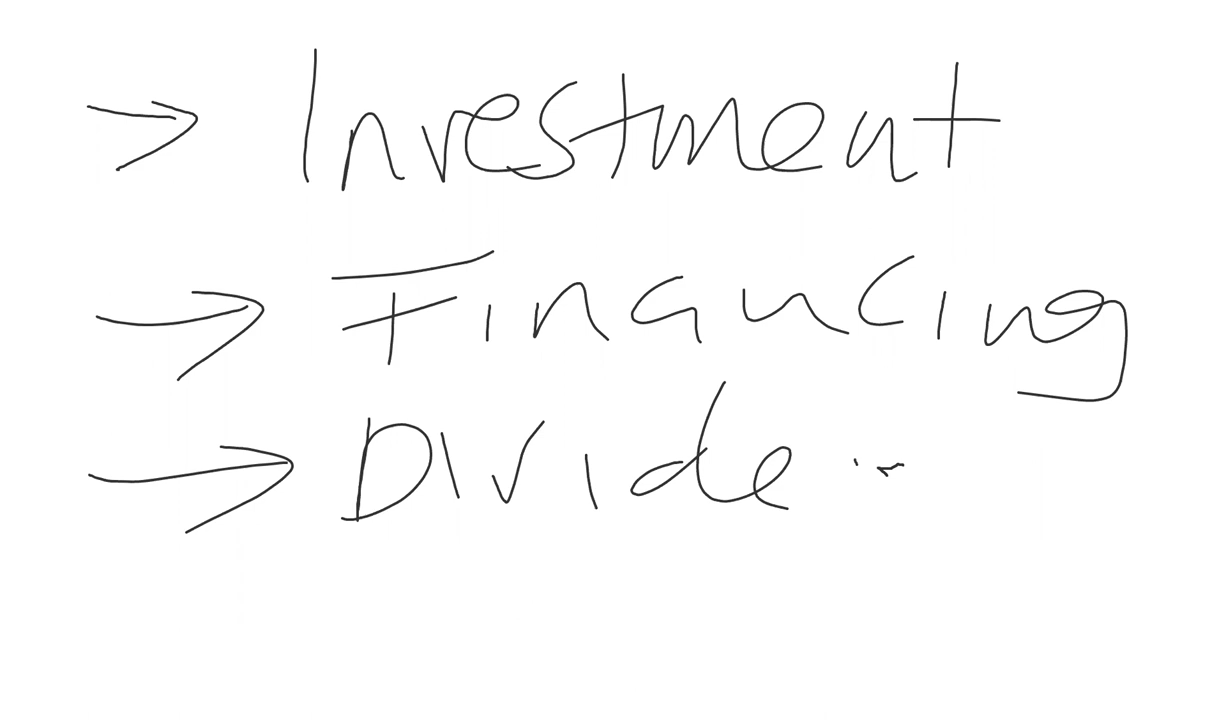 → Investment
→ Financing
→ Divide ...